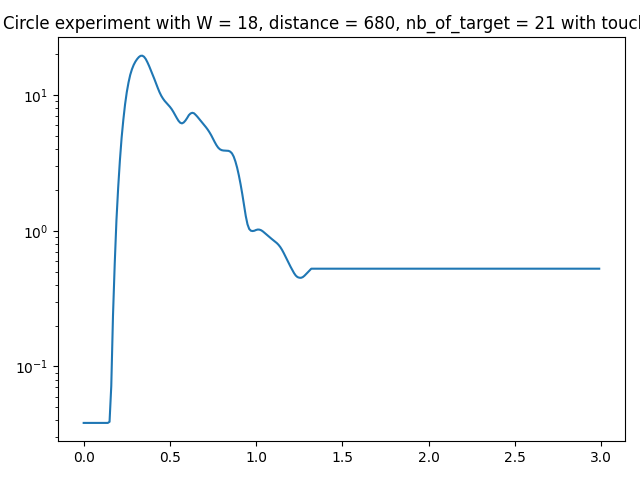 Circle experiment with W = 18, distance = 680, nb_of_target = 21 with touch
10¹
10⁰
10⁻¹
0.0 0.5 1.0 1.5 2.0 2.5 3.0